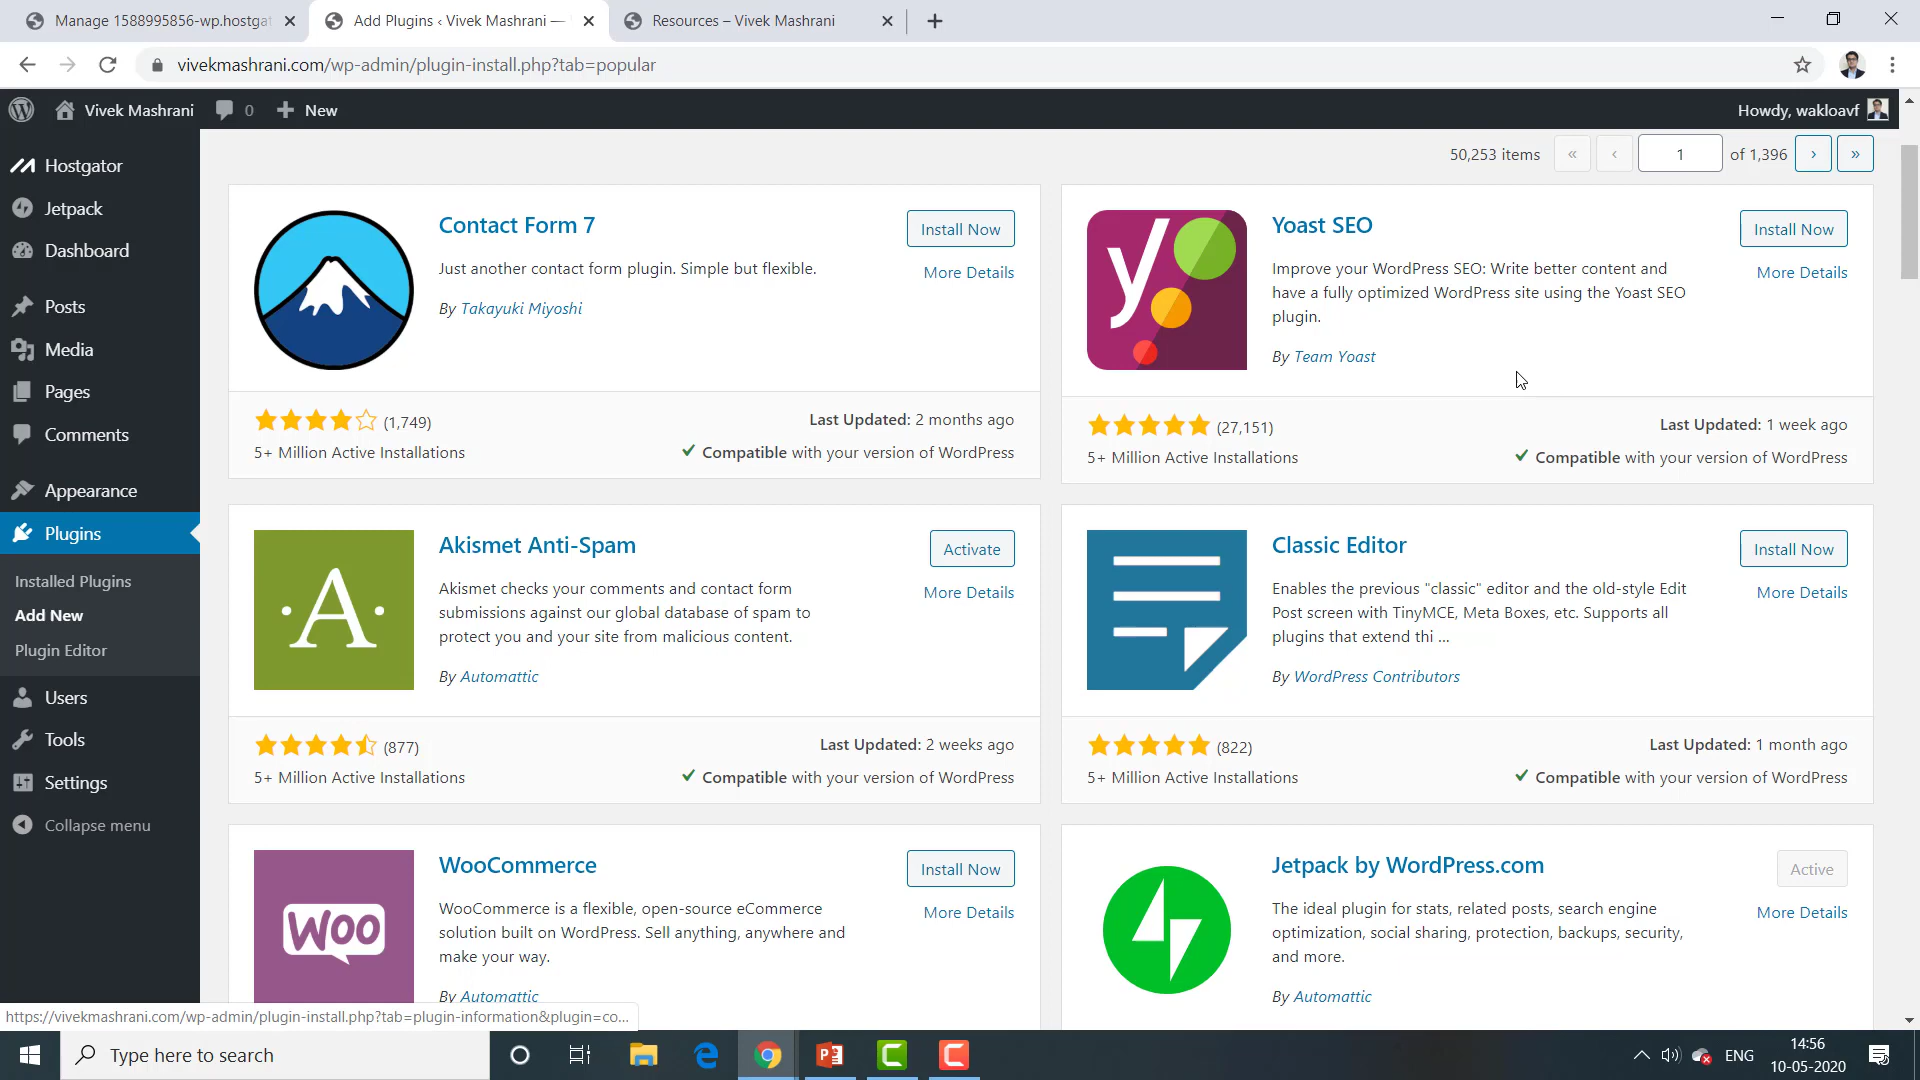 Manage 1588995856-wp.hostgat
Add Plugins ‹ Vivek Mashrani —
Resources – Vivek Mashrani
vivekmashrani.com/wp-admin/plugin-install.php?tab=popular
Vivek Mashrani
0
New
Howdy, wakloavf
Hostgator
Jetpack
Dashboard
Posts
Media
Pages
Comments
Appearance
Plugins
Installed Plugins
Add New
Plugin Editor
Users
Tools
Settings
Collapse menu
50,253 items
«
‹
1
of 1,396
›
»
Contact Form 7
Install Now
Just another contact form plugin. Simple but flexible.
More Details
By Takayuki Miyoshi
(1,749)
Last Updated: 2 months ago
5+ Million Active Installations
Compatible with your version of WordPress
y
Yoast SEO
Install Now
Improve your WordPress SEO: Write better content and
More Details
have a fully optimized WordPress site using the Yoast SEO
plugin.
By Team Yoast
(27,151)
Last Updated: 1 week ago
5+ Million Active Installations
Compatible with your version of WordPress
·A·
Akismet Anti-Spam
Activate
Akismet checks your comments and contact form
More Details
submissions against our global database of spam to
protect you and your site from malicious content.
By Automattic
(877)
Last Updated: 2 weeks ago
5+ Million Active Installations
Compatible with your version of WordPress
Classic Editor
Install Now
Enables the previous "classic" editor and the old-style Edit
More Details
Post screen with TinyMCE, Meta Boxes, etc. Supports all
plugins that extend thi ...
By WordPress Contributors
(822)
Last Updated: 1 month ago
5+ Million Active Installations
Compatible with your version of WordPress
WOO
WooCommerce
Install Now
WooCommerce is a flexible, open-source eCommerce
More Details
solution built on WordPress. Sell anything, anywhere and
make your way.
By Automattic
Jetpack by WordPress.com
Active
The ideal plugin for stats, related posts, search engine
More Details
optimization, social sharing, protection, backups, security,
and more.
By Automattic
https://vivekmashrani.com/wp-admin/plugin-install.php?tab=plugin-information&plugin=co...
Type here to search
ENG
14:56
10-05-2020